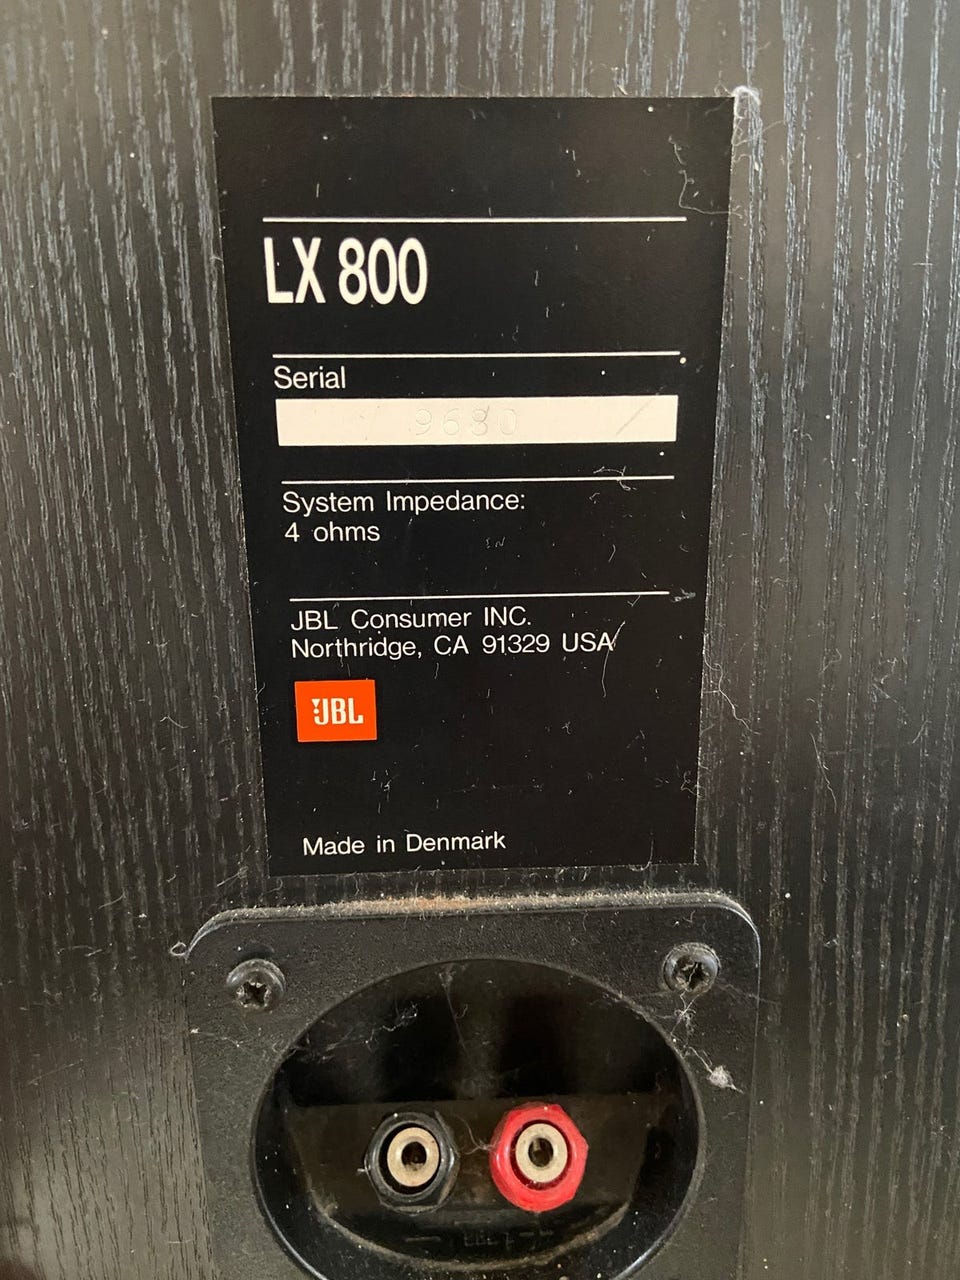 LX 800
Serial
9680
System Impedance:
4 ohms
JBL Consumer INC.
Northridge, CA 91329 USA
JBL
Made in Denmark